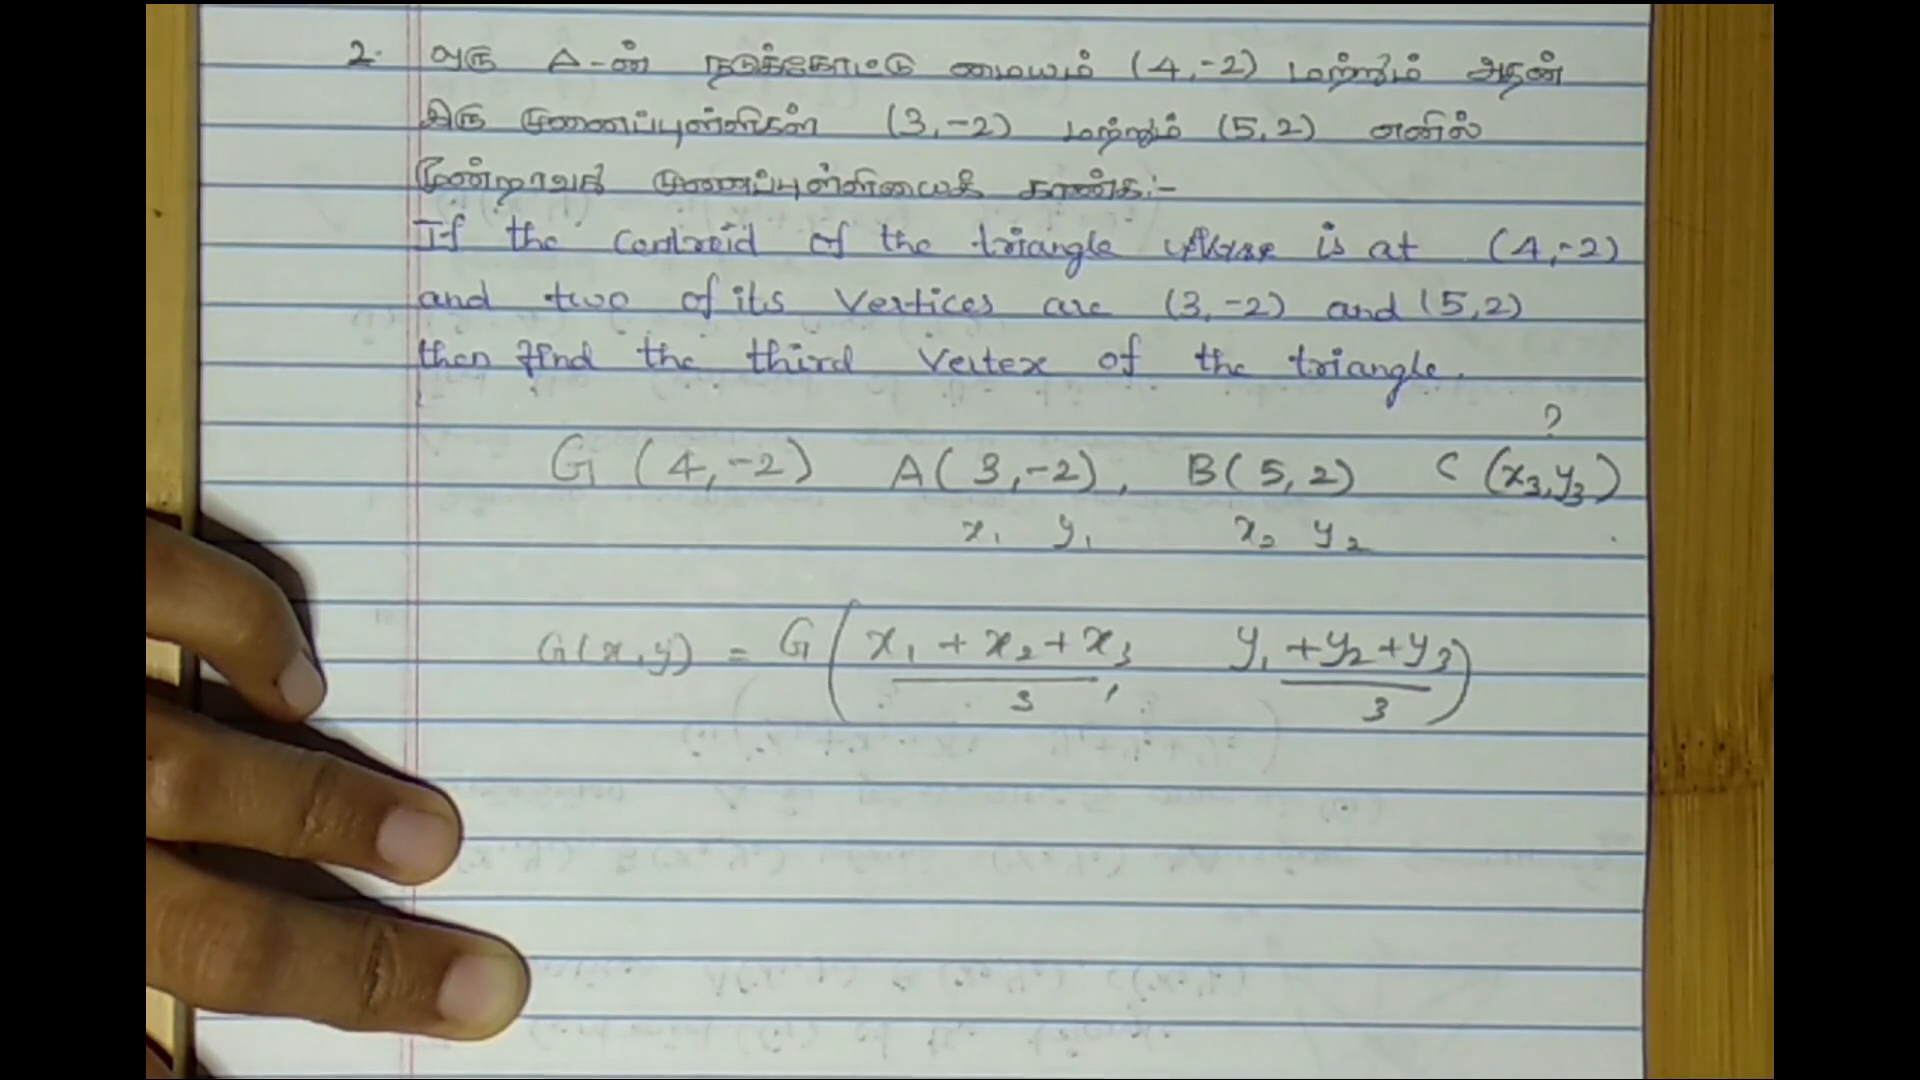 2. ஒரு Δ-ன் நடுக்கோட்டு மையம் (4,-2) மற்றும் அதன்
இரு முனைப்புள்ளிகள் (3,-2) மற்றும் (5,2) எனில்
மூன்றாவது முனைப்புள்ளியைக் காண்க:-
If the centroid of the triangle is at (4,-2)
and two of its vertices are (3,-2) and (5,2)
then find the third vertex of the triangle.
?
G (4,-2) A(3,-2), B(5,2) C (x₃,y₃)
x₁ y₁ x₂ y₂
G(x,y) = G( x₁+x₂+x₃ / 3 , y₁+y₂+y₃ / 3 )